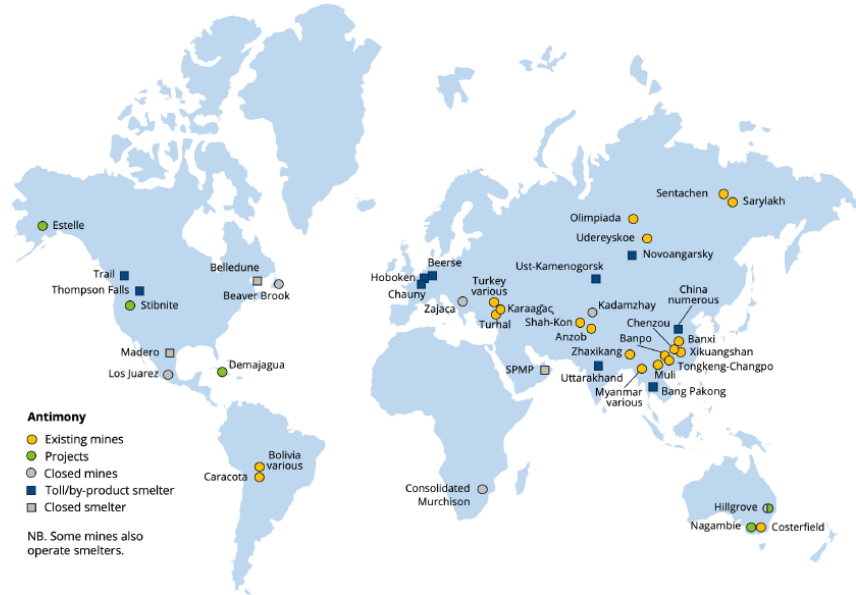 Sentachen
Sarylakh
Estelle
Olimpiada
Udereyskoe
Novoangarsky
Belledune
Beerse
Hoboken
Trail
Ust-Kamenogorsk
Thompson Falls
Beaver Brook
Chauny
Turkey
various
China
numerous
Stibnite
Zajaca
Karaağaç
Kadamzhay
Turhal
Shah-Kon
Chenzou
Anzob
Banpo
Banxi
Madero
Zhaxikang
Xikuangshan
Demajagua
Tongkeng-Changpo
Los Juarez
SPMP
Uttarakhand
Muli
Myanmar
various
Bang Pakong
Antimony
Existing mines
Projects
Closed mines
Toll/by-product smelter
Closed smelter
NB. Some mines also
operate smelters.
Bolivia
various
Caracota
Consolidated
Murchison
Hillgrove
Nagambie
Costerfield